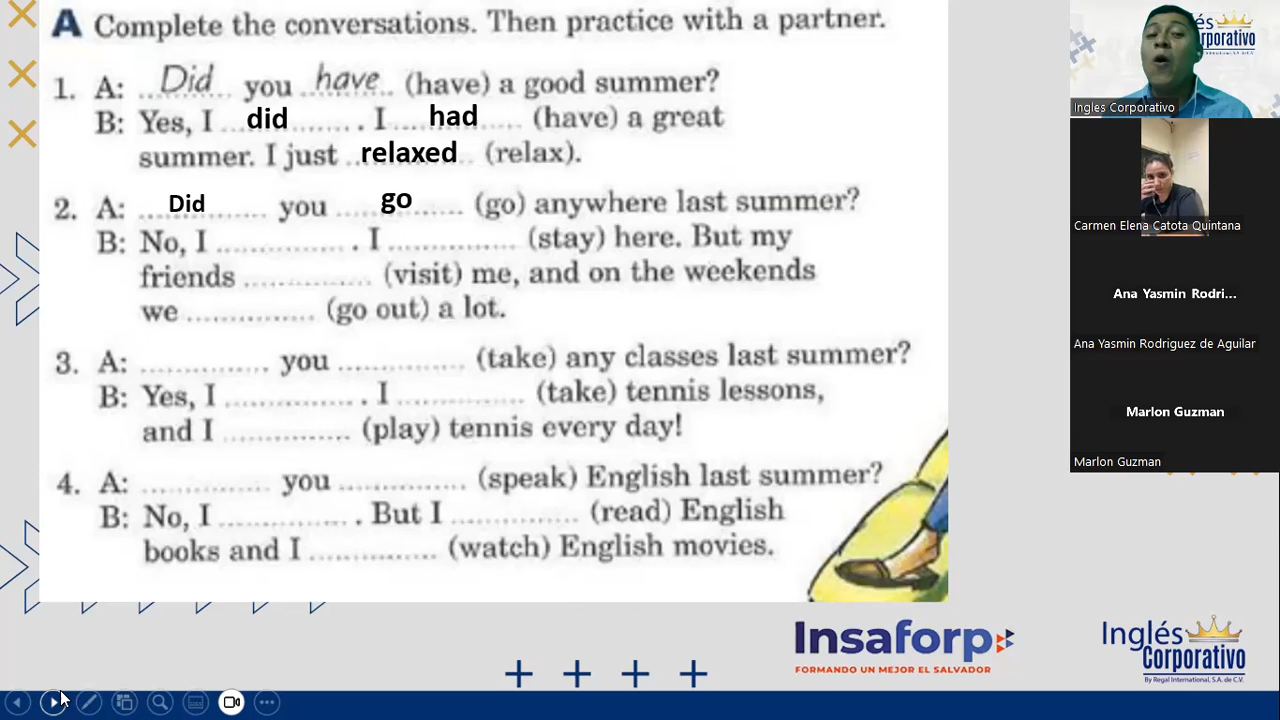 A Complete the conversations. Then practice with a partner.
1. A: Did you have (have) a good summer?
B: Yes, I did . I had (have) a great
summer. I just relaxed (relax).
2. A: Did you go (go) anywhere last summer?
B: No, I .............. . I .............. (stay) here. But my
friends .............. (visit) me, and on the weekends
we .............. (go out) a lot.
3. A: .............. you .............. (take) any classes last summer?
B: Yes, I .............. . I .............. (take) tennis lessons,
and I .............. (play) tennis every day!
4. A: .............. you .............. (speak) English last summer?
B: No, I .............. . But I .............. (read) English
books and I .............. (watch) English movies.
Insaforp
FORMANDO UN MEJOR EL SALVADOR
Inglés
Corporativo
By Regal International, S.A. de C.V.
és
rporativo
Ingles Corporativo
Carmen Elena Catota Quintana
Ana Yasmin Rodri...
Ana Yasmin Rodriguez de Aguilar
Marlon Guzman
Marlon Guzman